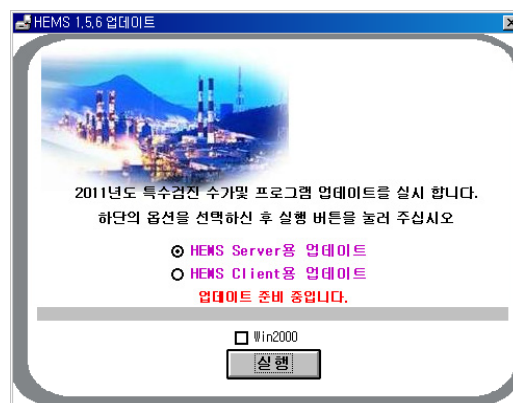 HEMS 1,5,6 업데이트
2011년도 특수검진 수가및 프로그램 업데이트를 실시 합니다.
하단의 옵션을 선택하신 후 실행 버튼을 눌러 주십시오
HEMS Server용 업데이트
HEMS Client용 업데이트
업데이트 준비 중입니다.
Win2000
실행